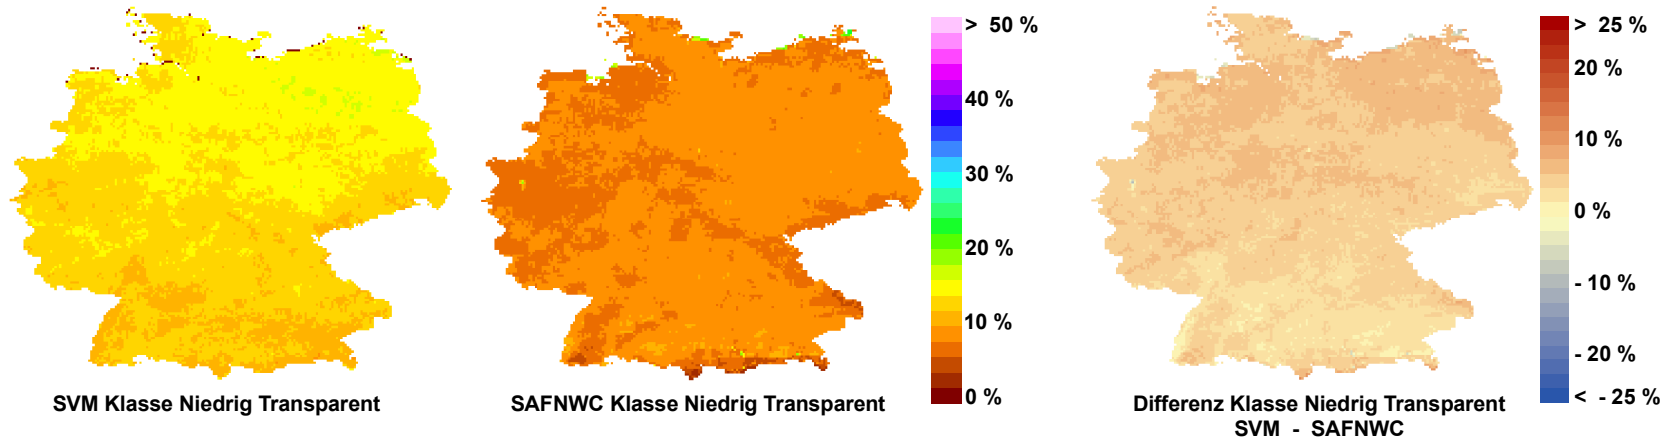 > 50 %
40 %
30 %
20 %
10 %
0 %
> 25 %
20 %
10 %
0 %
- 10 %
- 20 %
< - 25 %
SVM Klasse Niedrig Transparent
SAFNWC Klasse Niedrig Transparent
Differenz Klasse Niedrig Transparent
SVM - SAFNWC